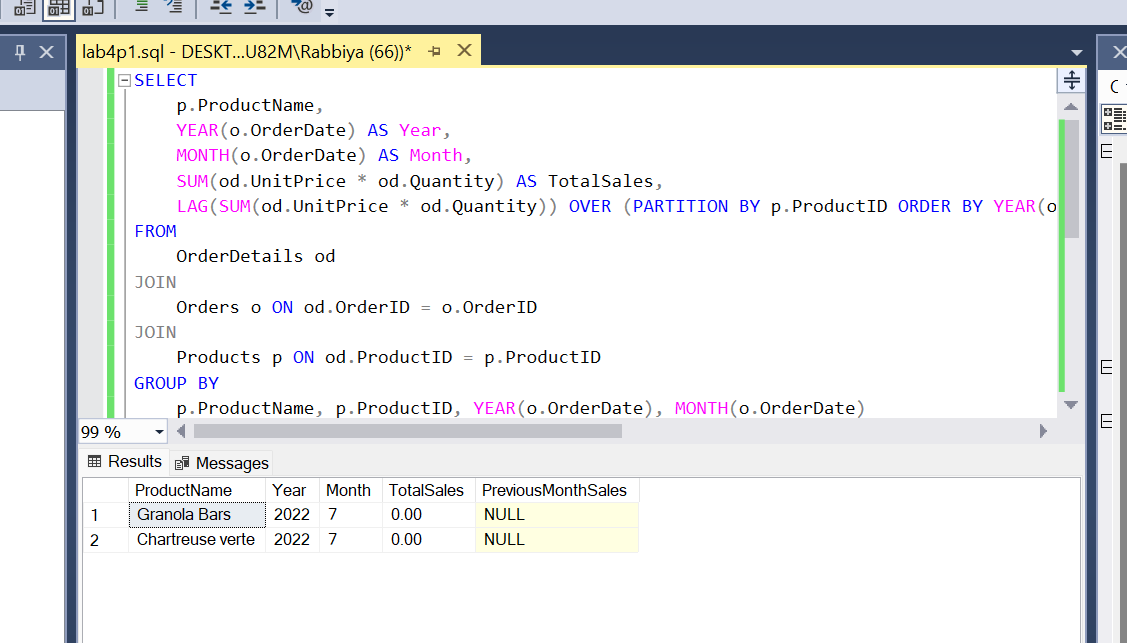 lab4p1.sql - DESKT...U82M\Rabbiya (66))*
SELECT
p.ProductName,
YEAR(o.OrderDate) AS Year,
MONTH(o.OrderDate) AS Month,
SUM(od.UnitPrice * od.Quantity) AS TotalSales,
LAG(SUM(od.UnitPrice * od.Quantity)) OVER (PARTITION BY p.ProductID ORDER BY YEAR(o
FROM
OrderDetails od
JOIN
Orders o ON od.OrderID = o.OrderID
JOIN
Products p ON od.ProductID = p.ProductID
GROUP BY
p.ProductName, p.ProductID, YEAR(o.OrderDate), MONTH(o.OrderDate)
99 %
Results Messages
ProductName Year Month TotalSales PreviousMonthSales
1 Granola Bars 2022 7 0.00 NULL
2 Chartreuse verte 2022 7 0.00 NULL